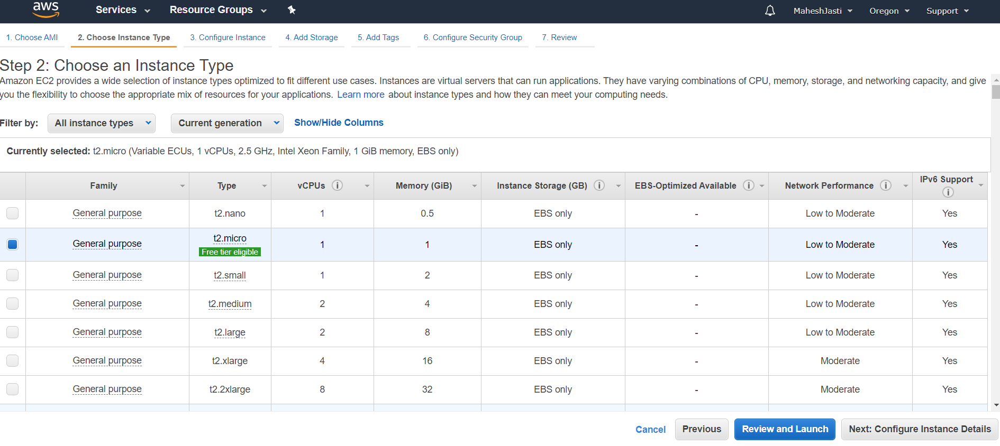 aws Services Resource Groups MaheshJasti Oregon Support
1. Choose AMI 2. Choose Instance Type 3. Configure Instance 4. Add Storage 5. Add Tags 6. Configure Security Group 7. Review
Step 2: Choose an Instance Type
Amazon EC2 provides a wide selection of instance types optimized to fit different use cases. Instances are virtual servers that can run applications. They have varying combinations of CPU, memory, storage, and networking capacity, and give
you the flexibility to choose the appropriate mix of resources for your applications. Learn more about instance types and how they can meet your computing needs.
Filter by: All instance types Current generation Show/Hide Columns
Currently selected: t2.micro (Variable ECUs, 1 vCPUs, 2.5 GHz, Intel Xeon Family, 1 GiB memory, EBS only)
Family Type vCPUs i Memory (GiB) Instance Storage (GB) i EBS-Optimized Available i Network Performance i IPv6 Support i
General purpose t2.nano 1 0.5 EBS only - Low to Moderate Yes
General purpose t2.micro Free tier eligible 1 1 EBS only - Low to Moderate Yes
General purpose t2.small 1 2 EBS only - Low to Moderate Yes
General purpose t2.medium 2 4 EBS only - Low to Moderate Yes
General purpose t2.large 2 8 EBS only - Low to Moderate Yes
General purpose t2.xlarge 4 16 EBS only - Moderate Yes
General purpose t2.2xlarge 8 32 EBS only - Moderate Yes
Cancel Previous Review and Launch Next: Configure Instance Details